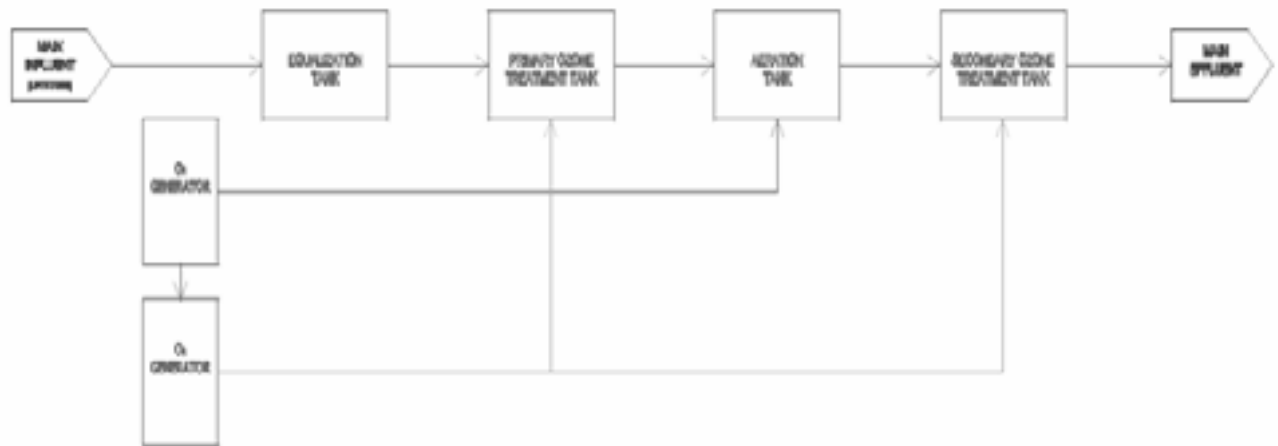 MAIN
INFLUENT
EQUALIZATION
TANK
PRIMARY OZONE
TREATMENT TANK
AERATION
TANK
SECONDARY OZONE
TREATMENT TANK
MAIN
EFFLUENT
GENERATOR
GENERATOR